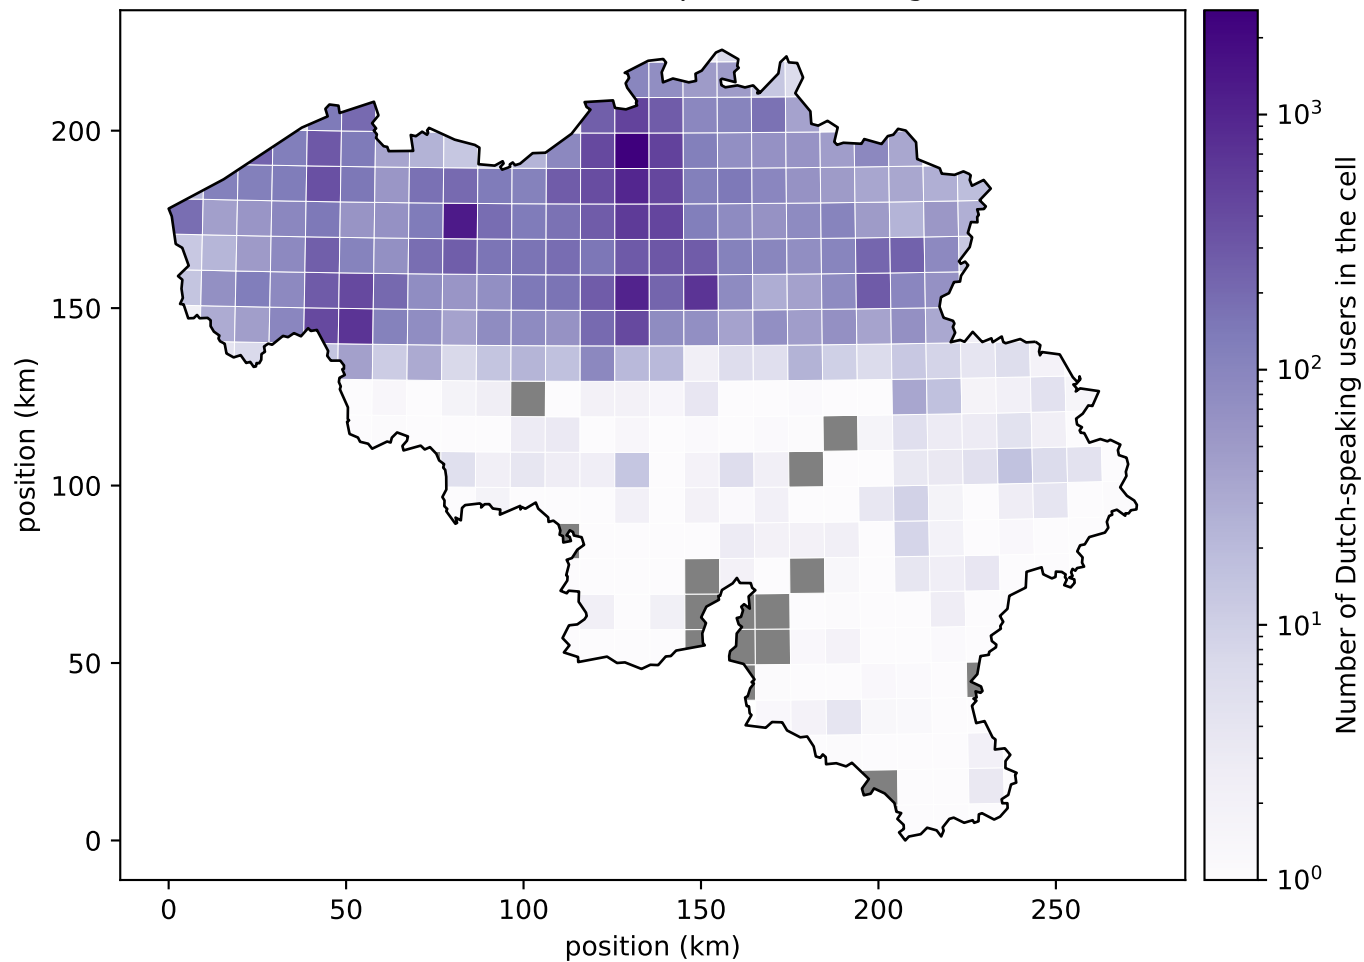 200
150
100
50
0
position (km)
0 50 100 150 200 250
position (km)
10³
10²
10¹
10⁰
Number of Dutch-speaking users in the cell